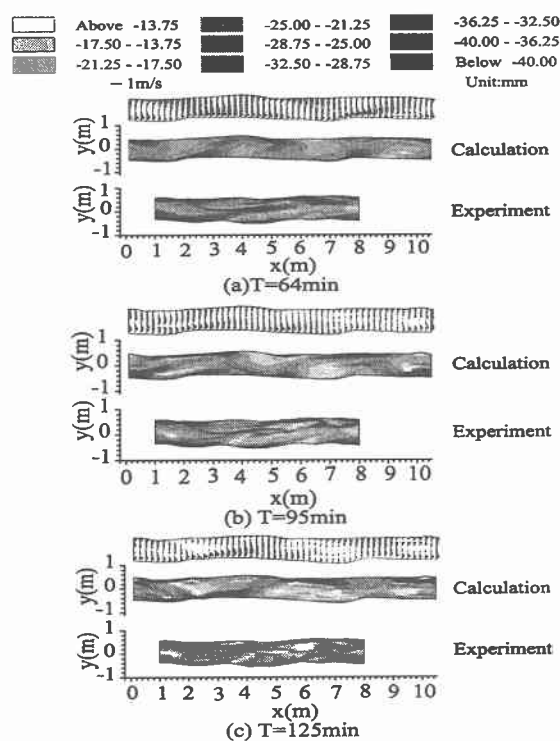 Above -13.75 -25.00 - -21.25 -36.25 - -32.50
-17.50 - -13.75 -28.75 - -25.00 -40.00 - -36.25
-21.25 - -17.50 -32.50 - -28.75 Below -40.00
— 1m/s Unit:mm
y(m)
1
0
-1
Calculation
y(m)
1
0
-1
Experiment
0 1 2 3 4 5 6 7 8 9 10
x(m)
(a)T=64min
y(m)
1
0
-1
Calculation
y(m)
1
0
-1
Experiment
0 1 2 3 4 5 6 7 8 9 10
x(m)
(b) T=95min
y(m)
1
0
-1
Calculation
y(m)
1
0
-1
Experiment
0 1 2 3 4 5 6 7 8 9 10
x(m)
(c) T=125min